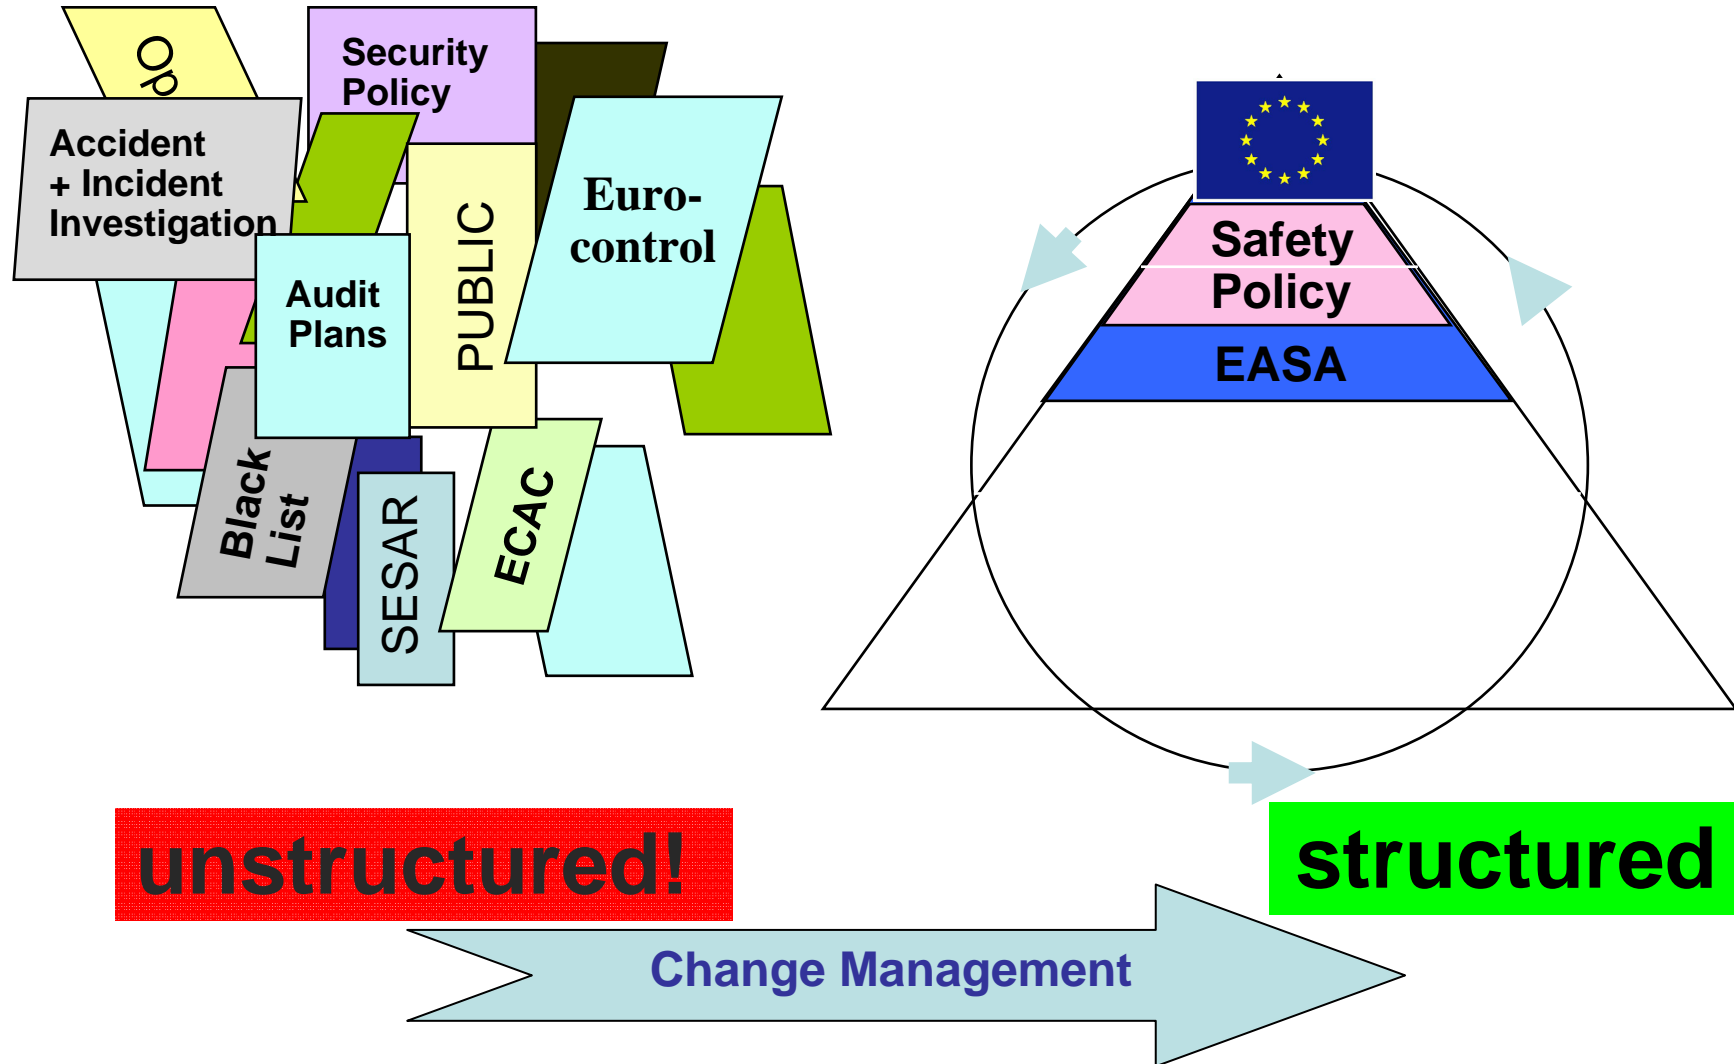 Op
Security
Policy
Accident
+ Incident
Investigation
Audit
Plans
PUBLIC
Euro-
control
Black
List
SESAR
ECAC
Safety
Policy
EASA
unstructured!
structured
Change Management